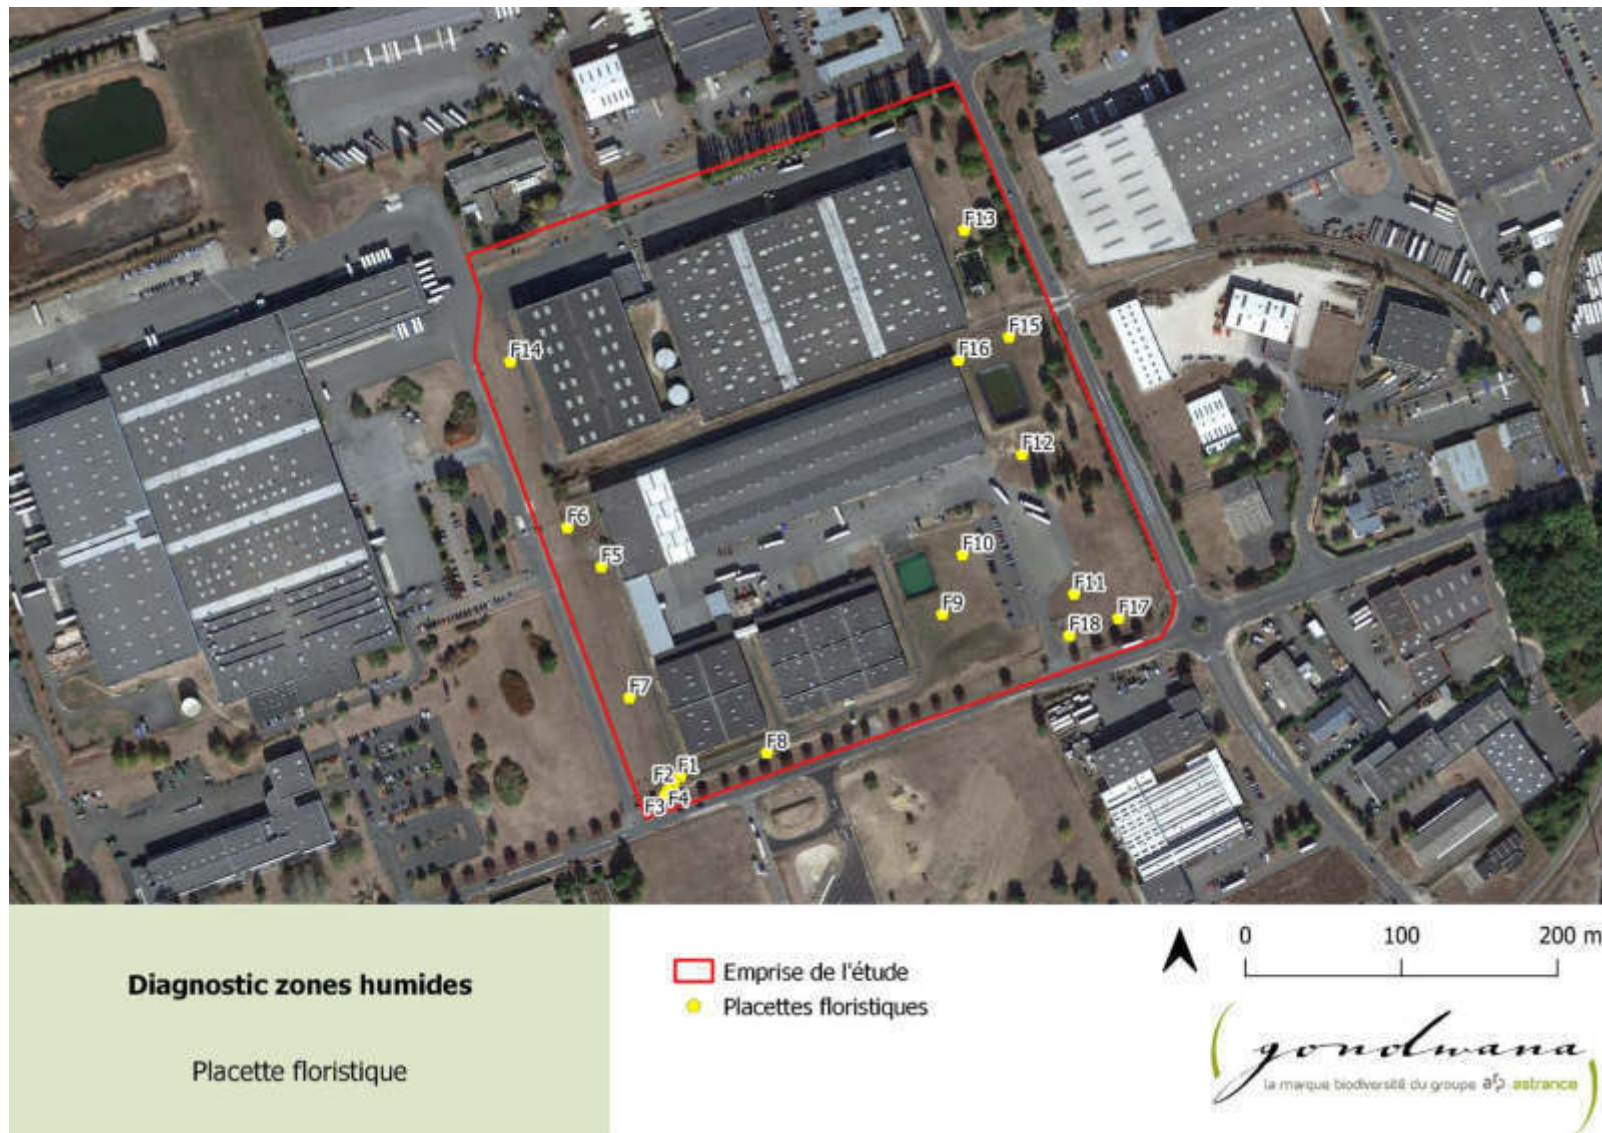 F13
F15
F16
F14
F12
F6
F5
F10
F11
F9
F17
F18
F7
F8
F1
F2
F3
F4
Diagnostic zones humides
Placette floristique
Emprise de l'étude
Placettes floristiques
0 100 200 m
gondwana
la marque biodiversité du groupe afp astrance